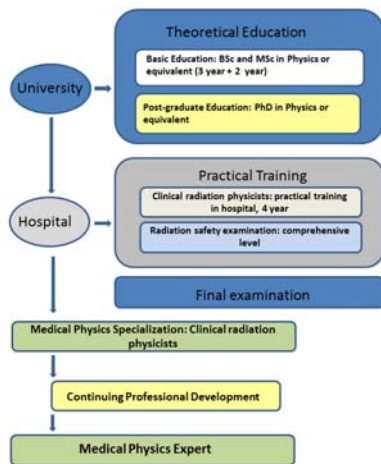 Theoretical Education
Basic Education: BSc and MSc in Physics or
equivalent (3 year + 2 year)
University
Post-graduate Education: PhD in Physics or
equivalent
Practical Training
Clinical radiation physicists: practical training
in hospital, 4 year
Hospital
Radiation safety examination: comprehensive
level
Final examination
Medical Physics Specialization: Clinical radiation
physicists
Continuing Professional Development
Medical Physics Expert